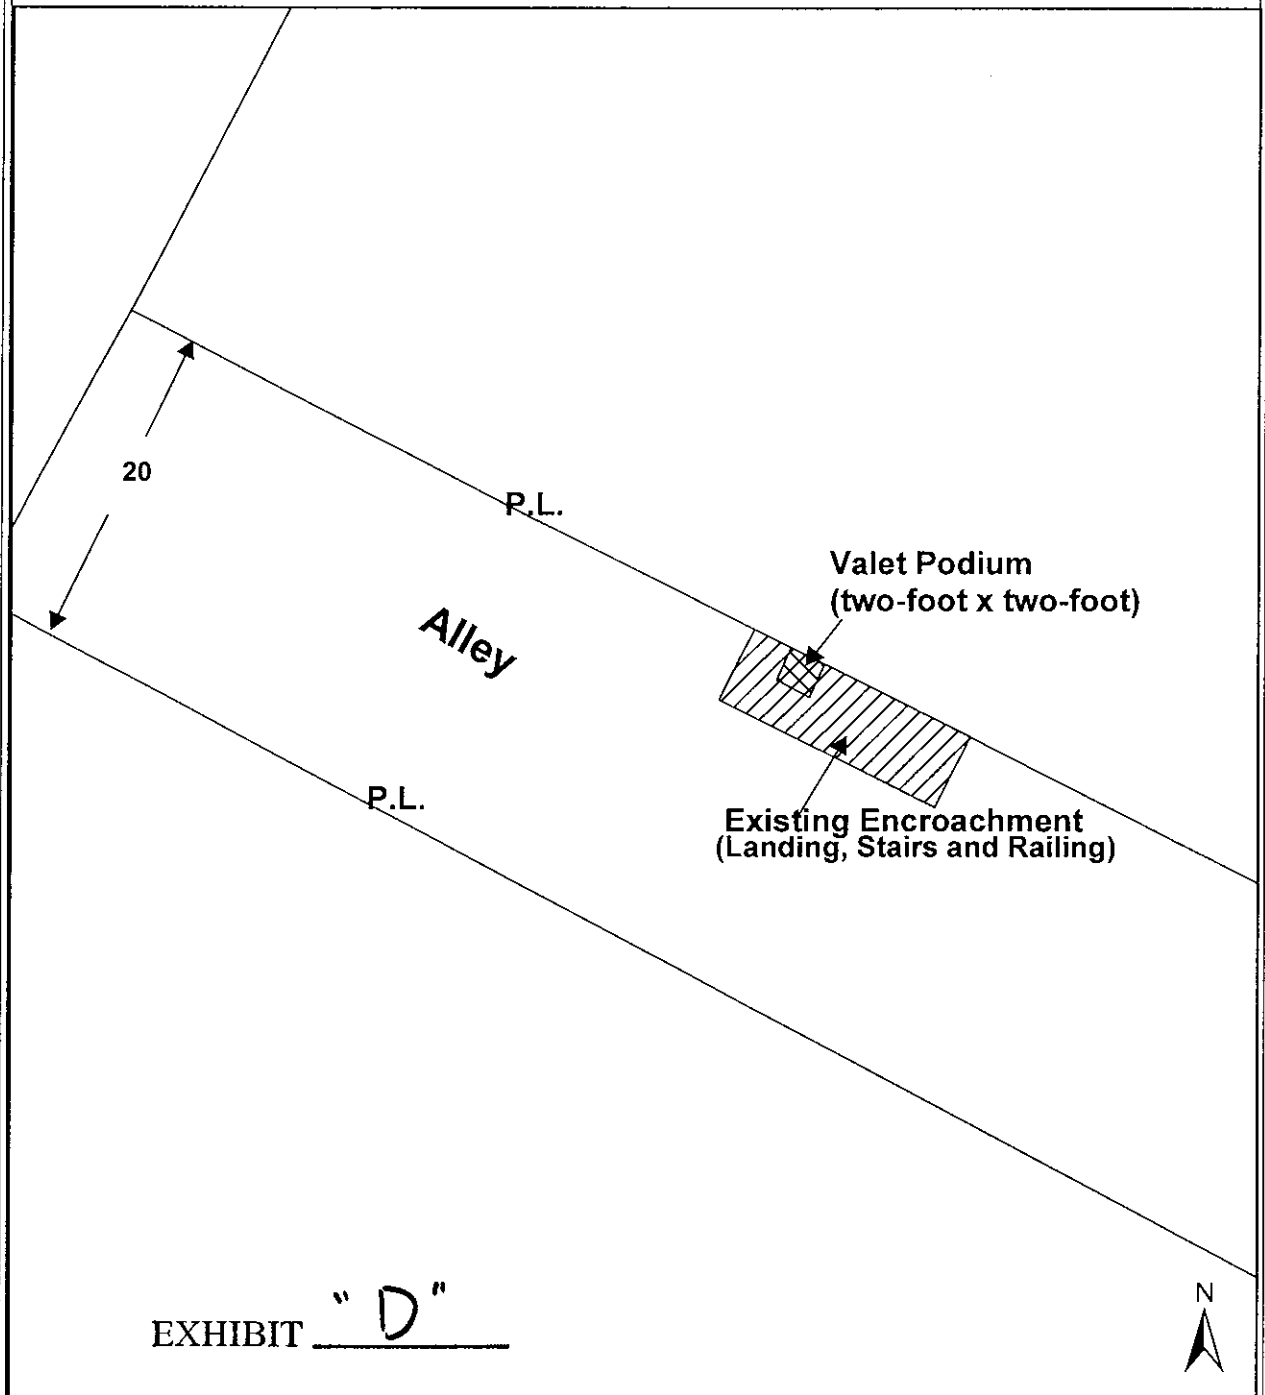 20
P.L.
Valet Podium
(two-foot x two-foot)
Alley
P.L.
Existing Encroachment
(Landing, Stairs and Railing)
EXHIBIT "D"
N